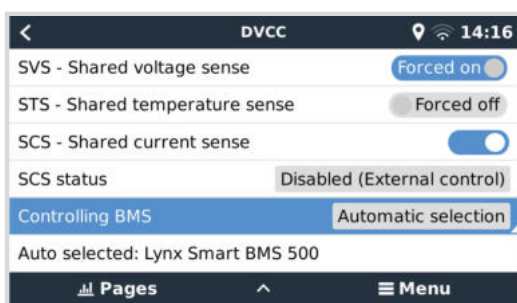 DVCC 14:16
SVS - Shared voltage sense Forced on
STS - Shared temperature sense Forced off
SCS - Shared current sense
SCS status Disabled (External control)
Controlling BMS Automatic selection
Auto selected: Lynx Smart BMS 500
Pages Menu